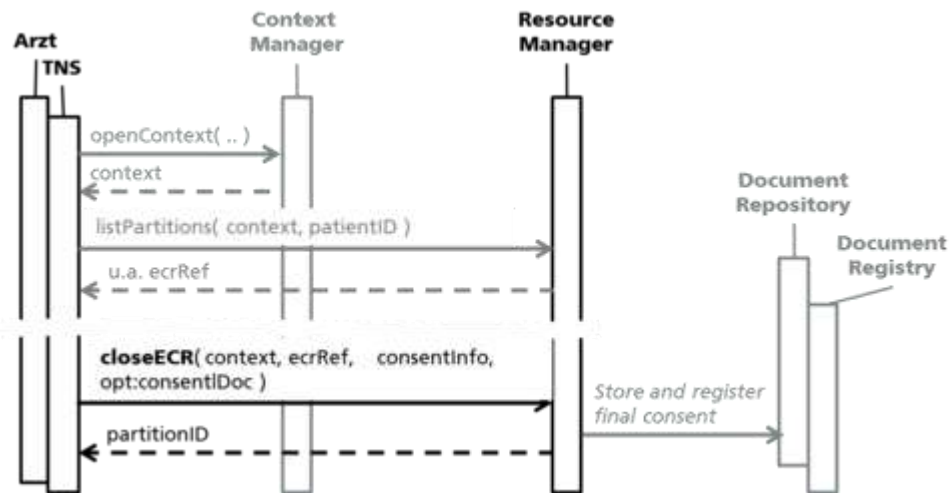 Context
Manager
Resource
Manager
Arzt
TNS
openContext( .. )
context
Document
Repository
listPartitions( context, patientID )
Document
Registry
u.a. ecrRef
closeECR( context, ecrRef, consentInfo,
opt:consentIDoc )
Store and register
final consent
partitionID